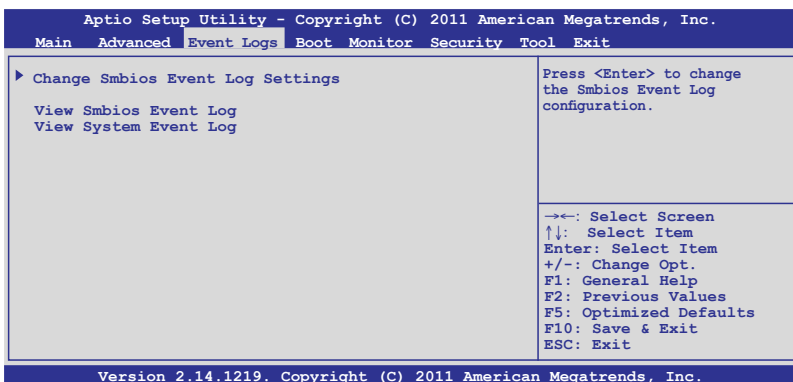 Aptio Setup Utility - Copyright (C) 2011 American Megatrends, Inc.
Main Advanced Event Logs Boot Monitor Security Tool Exit
Change Smbios Event Log Settings
View Smbios Event Log
View System Event Log
Press <Enter> to change
the Smbios Event Log
configuration.
→←: Select Screen
↑↓: Select Item
Enter: Select Item
+/-: Change Opt.
F1: General Help
F2: Previous Values
F5: Optimized Defaults
F10: Save & Exit
ESC: Exit
Version 2.14.1219. Copyright (C) 2011 American Megatrends, Inc.